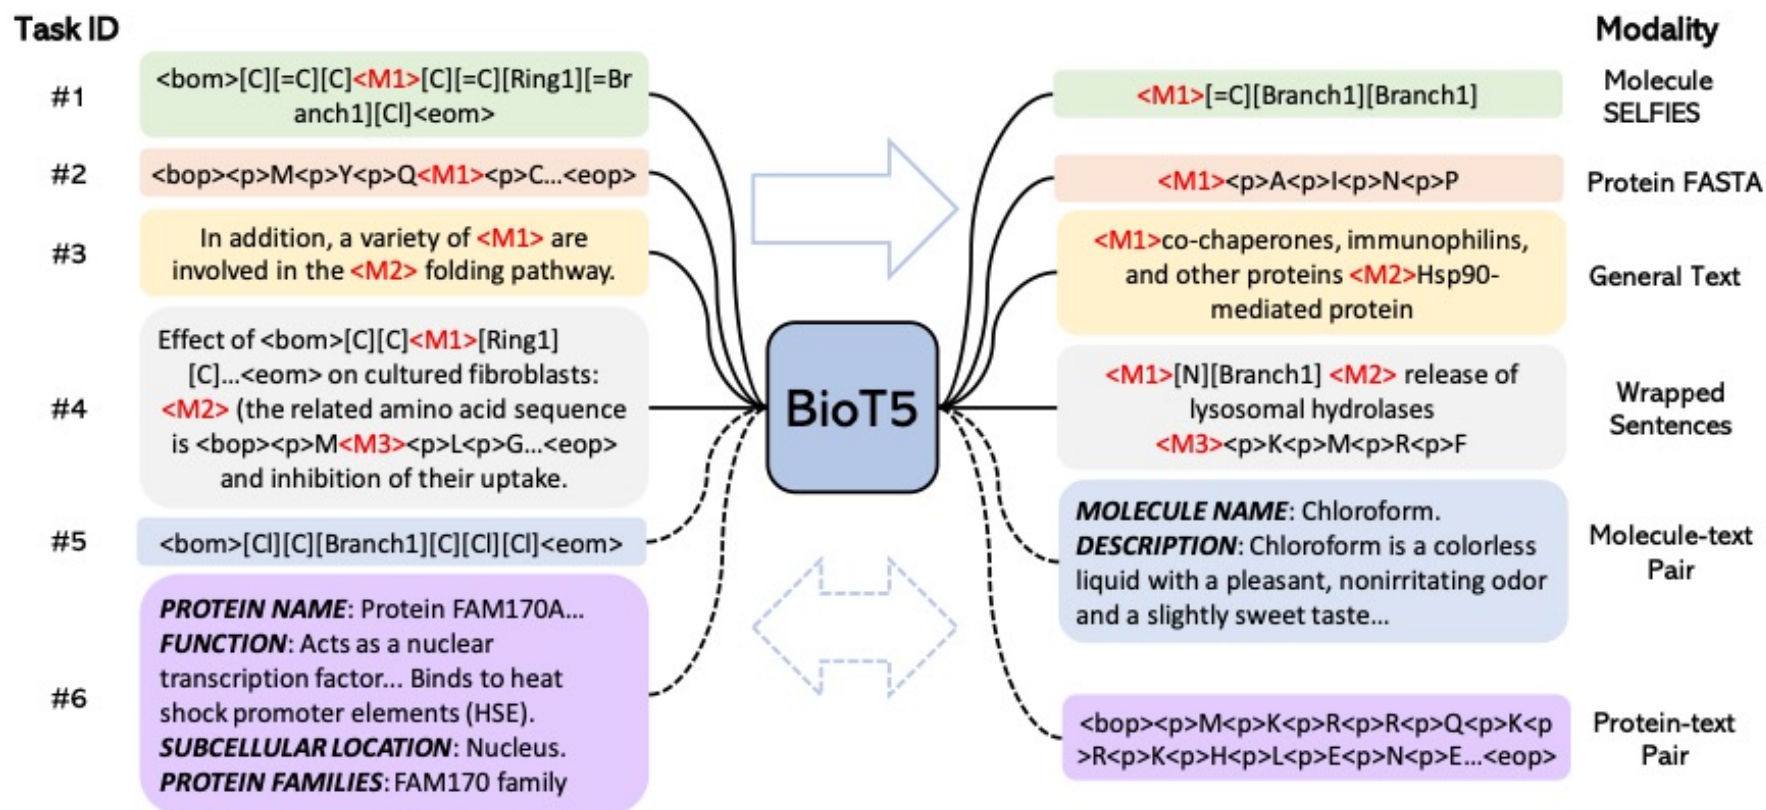 Task ID
Modality
#1
<bom>[C][=C][C]<M1>[C][=C][Ring1][=Br
anch1][Cl]<eom>
<M1>[=C][Branch1][Branch1]
Molecule
SELFIES
#2
<bop><p>M<p>Y<p>Q<M1><p>C...<eop>
<M1><p>A<p>I<p>N<p>P
Protein FASTA
#3
In addition, a variety of <M1> are
involved in the <M2> folding pathway.
<M1>co-chaperones, immunophilins,
and other proteins <M2>Hsp90-
mediated protein
General Text
#4
Effect of <bom>[C][C]<M1>[Ring1]
[C]...<eom> on cultured fibroblasts:
<M2> (the related amino acid sequence
is <bop><p>M<M3><p>L<p>G...<eop>
and inhibition of their uptake.
BioT5
<M1>[N][Branch1] <M2> release of
lysosomal hydrolases
<M3><p>K<p>M<p>R<p>F
Wrapped
Sentences
#5
<bom>[Cl][C][Branch1][C][Cl][Cl]<eom>
MOLECULE NAME: Chloroform.
DESCRIPTION: Chloroform is a colorless
liquid with a pleasant, nonirritating odor
and a slightly sweet taste...
Molecule-text
Pair
#6
PROTEIN NAME: Protein FAM170A...
FUNCTION: Acts as a nuclear
transcription factor... Binds to heat
shock promoter elements (HSE).
SUBCELLULAR LOCATION: Nucleus.
PROTEIN FAMILIES: FAM170 family
<bop><p>M<p>K<p>R<p>R<p>Q<p>K<p
>R<p>K<p>H<p>L<p>E<p>N<p>E...<eop>
Protein-text
Pair